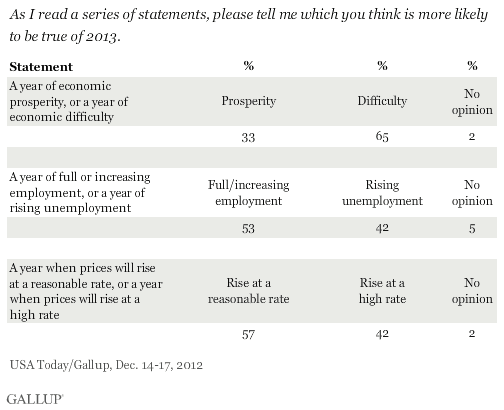 As I read a series of statements, please tell me which you think is more likely
to be true of 2013.
Statement % % %
A year of economic
prosperity, or a year of
economic difficulty
Prosperity Difficulty No
opinion
33 65 2
A year of full or increasing
employment, or a year of
rising unemployment
Full/increasing
employment
Rising
unemployment
No
opinion
53 42 5
A year when prices will rise
at a reasonable rate, or a year
when prices will rise at a
high rate
Rise at a
reasonable rate
Rise at a
high rate
No
opinion
57 42 2
USA Today/Gallup, Dec. 14-17, 2012
GALLUP®